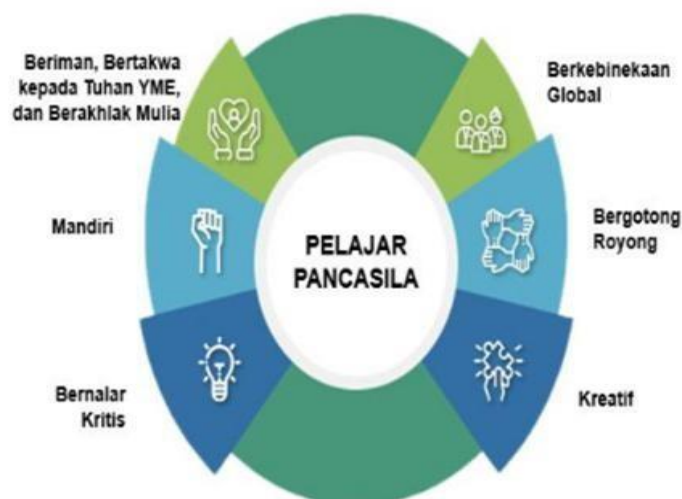 Beriman, Bertakwa
kepada Tuhan YME,
dan Berakhlak Mulia
Berkebinekaan
Global
Mandiri
PELAJAR
PANCASILA
Bergotong
Royong
Bernalar
Kritis
Kreatif